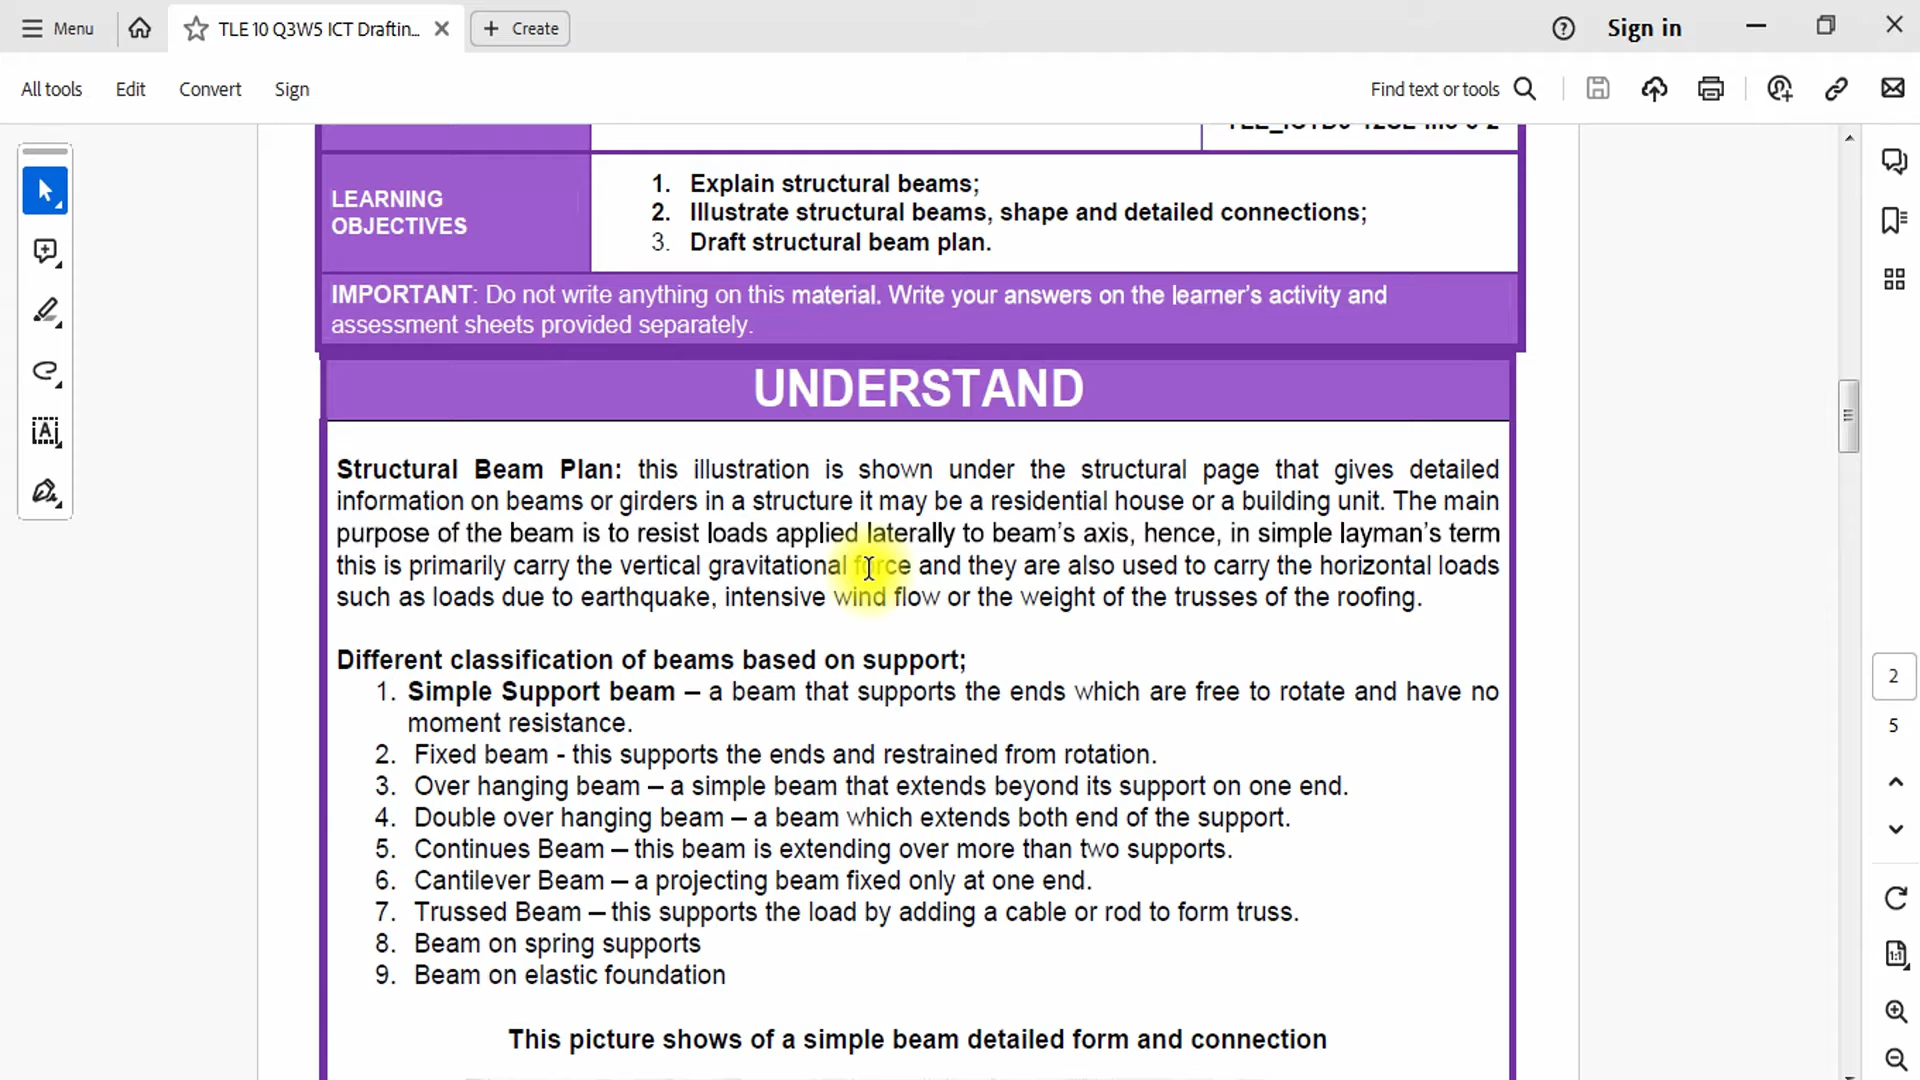 Menu
TLE 10 Q3W5 ICT Draftin...
Create
Sign in
All tools
Edit
Convert
Sign
Find text or tools
LEARNING
OBJECTIVES
1. Explain structural beams;
2. Illustrate structural beams, shape and detailed connections;
3. Draft structural beam plan.
IMPORTANT: Do not write anything on this material. Write your answers on the learner’s activity and
assessment sheets provided separately.
UNDERSTAND
Structural Beam Plan: this illustration is shown under the structural page that gives detailed
information on beams or girders in a structure it may be a residential house or a building unit. The main
purpose of the beam is to resist loads applied laterally to beam’s axis, hence, in simple layman’s term
this is primarily carry the vertical gravitational force and they are also used to carry the horizontal loads
such as loads due to earthquake, intensive wind flow or the weight of the trusses of the roofing.
Different classification of beams based on support;
1. Simple Support beam – a beam that supports the ends which are free to rotate and have no
moment resistance.
2. Fixed beam - this supports the ends and restrained from rotation.
3. Over hanging beam – a simple beam that extends beyond its support on one end.
4. Double over hanging beam – a beam which extends both end of the support.
5. Continues Beam – this beam is extending over more than two supports.
6. Cantilever Beam – a projecting beam fixed only at one end.
7. Trussed Beam – this supports the load by adding a cable or rod to form truss.
8. Beam on spring supports
9. Beam on elastic foundation
This picture shows of a simple beam detailed form and connection
2
5